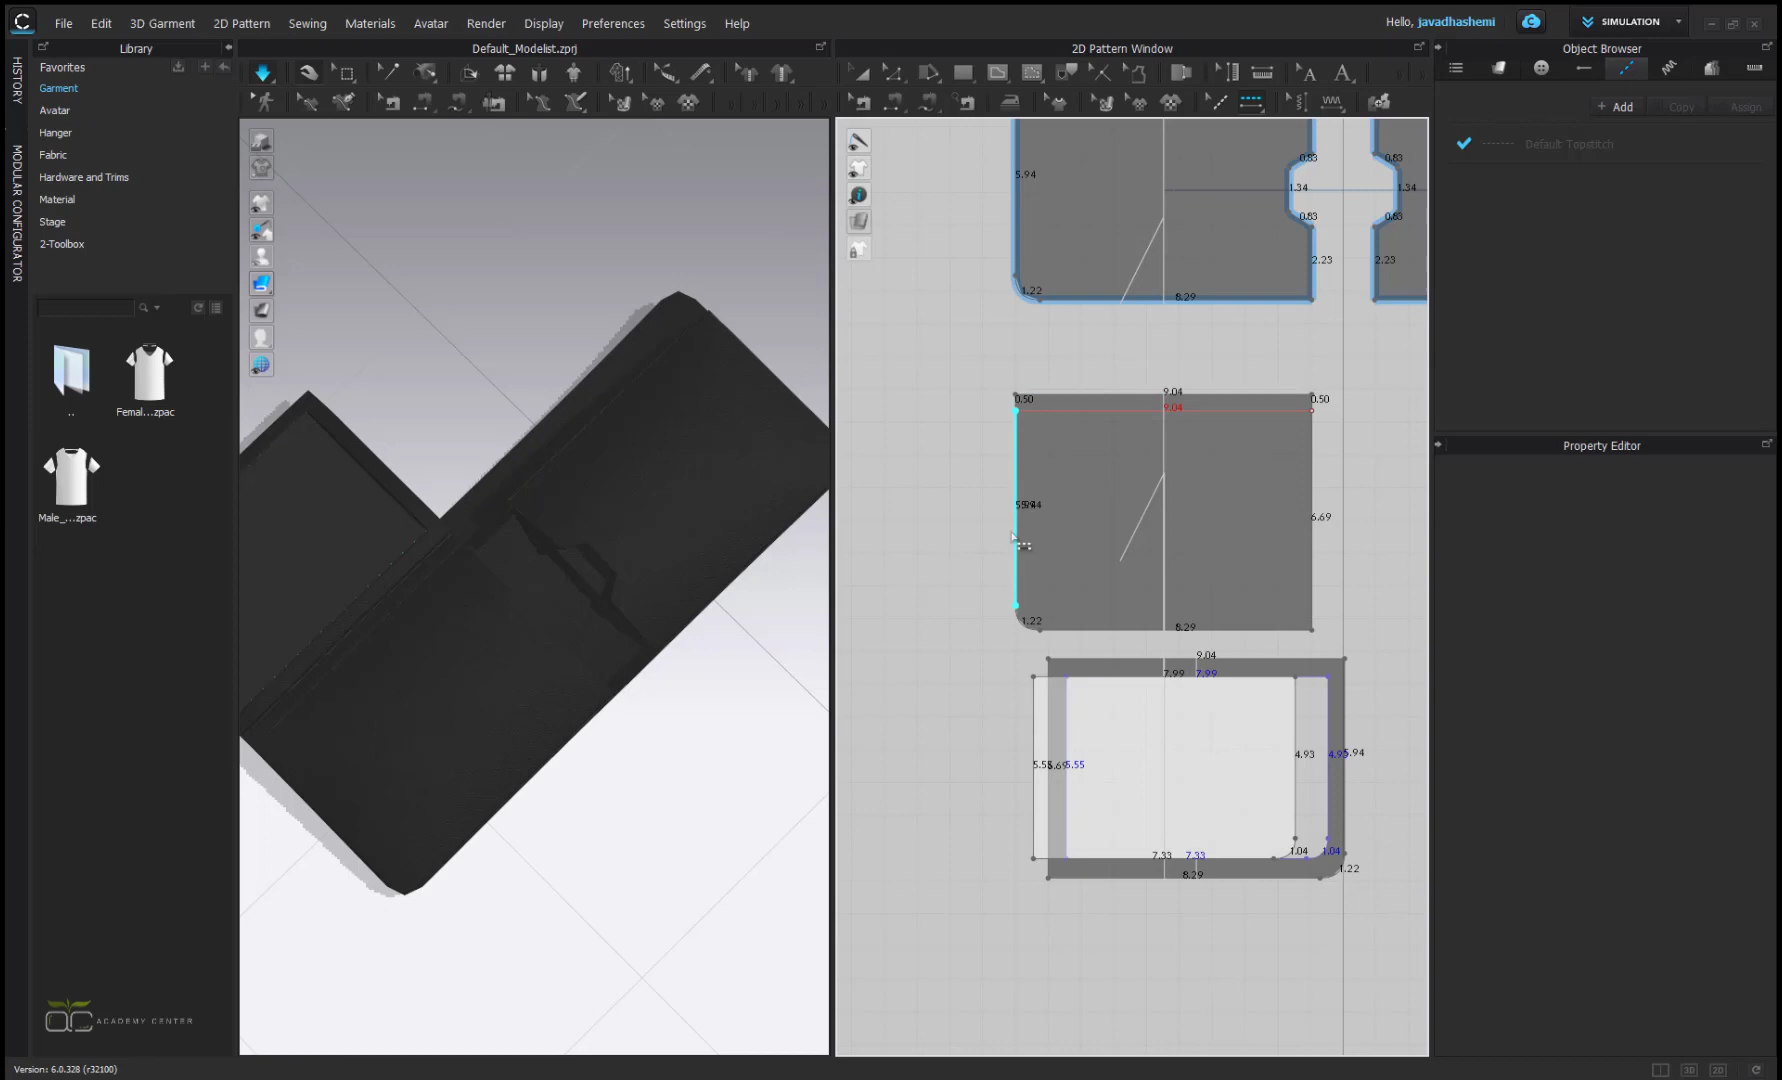 File Edit 3D Garment 2D Pattern Sewing Materials Avatar Render Display Preferences Settings Help
Hello, javadhashemi
SIMULATION
Library
Default_Modelist.zprj
2D Pattern Window
Object Browser
HISTORY
MODULAR CONFIGURATOR
Favorites
Garment
Avatar
Hanger
Fabric
Hardware and Trims
Material
Stage
2-Toolbox
+ Add Copy Assign
Default Topstitch
Property Editor
..
Femal...zpac
Male_...zpac
5.94
0.83
0.83
1.34
1.34
0.83
0.83
2.23
2.23
1.22
8.29
9.04
0.50
9.04
0.50
6.69
1.22
8.29
9.04
7.99
7.99
4.93
5.94
5.55
1.04
1.04
7.33
7.33
1.22
8.29
ACADEMY CENTER
Version: 6.0.328 (r32100)
3D
2D